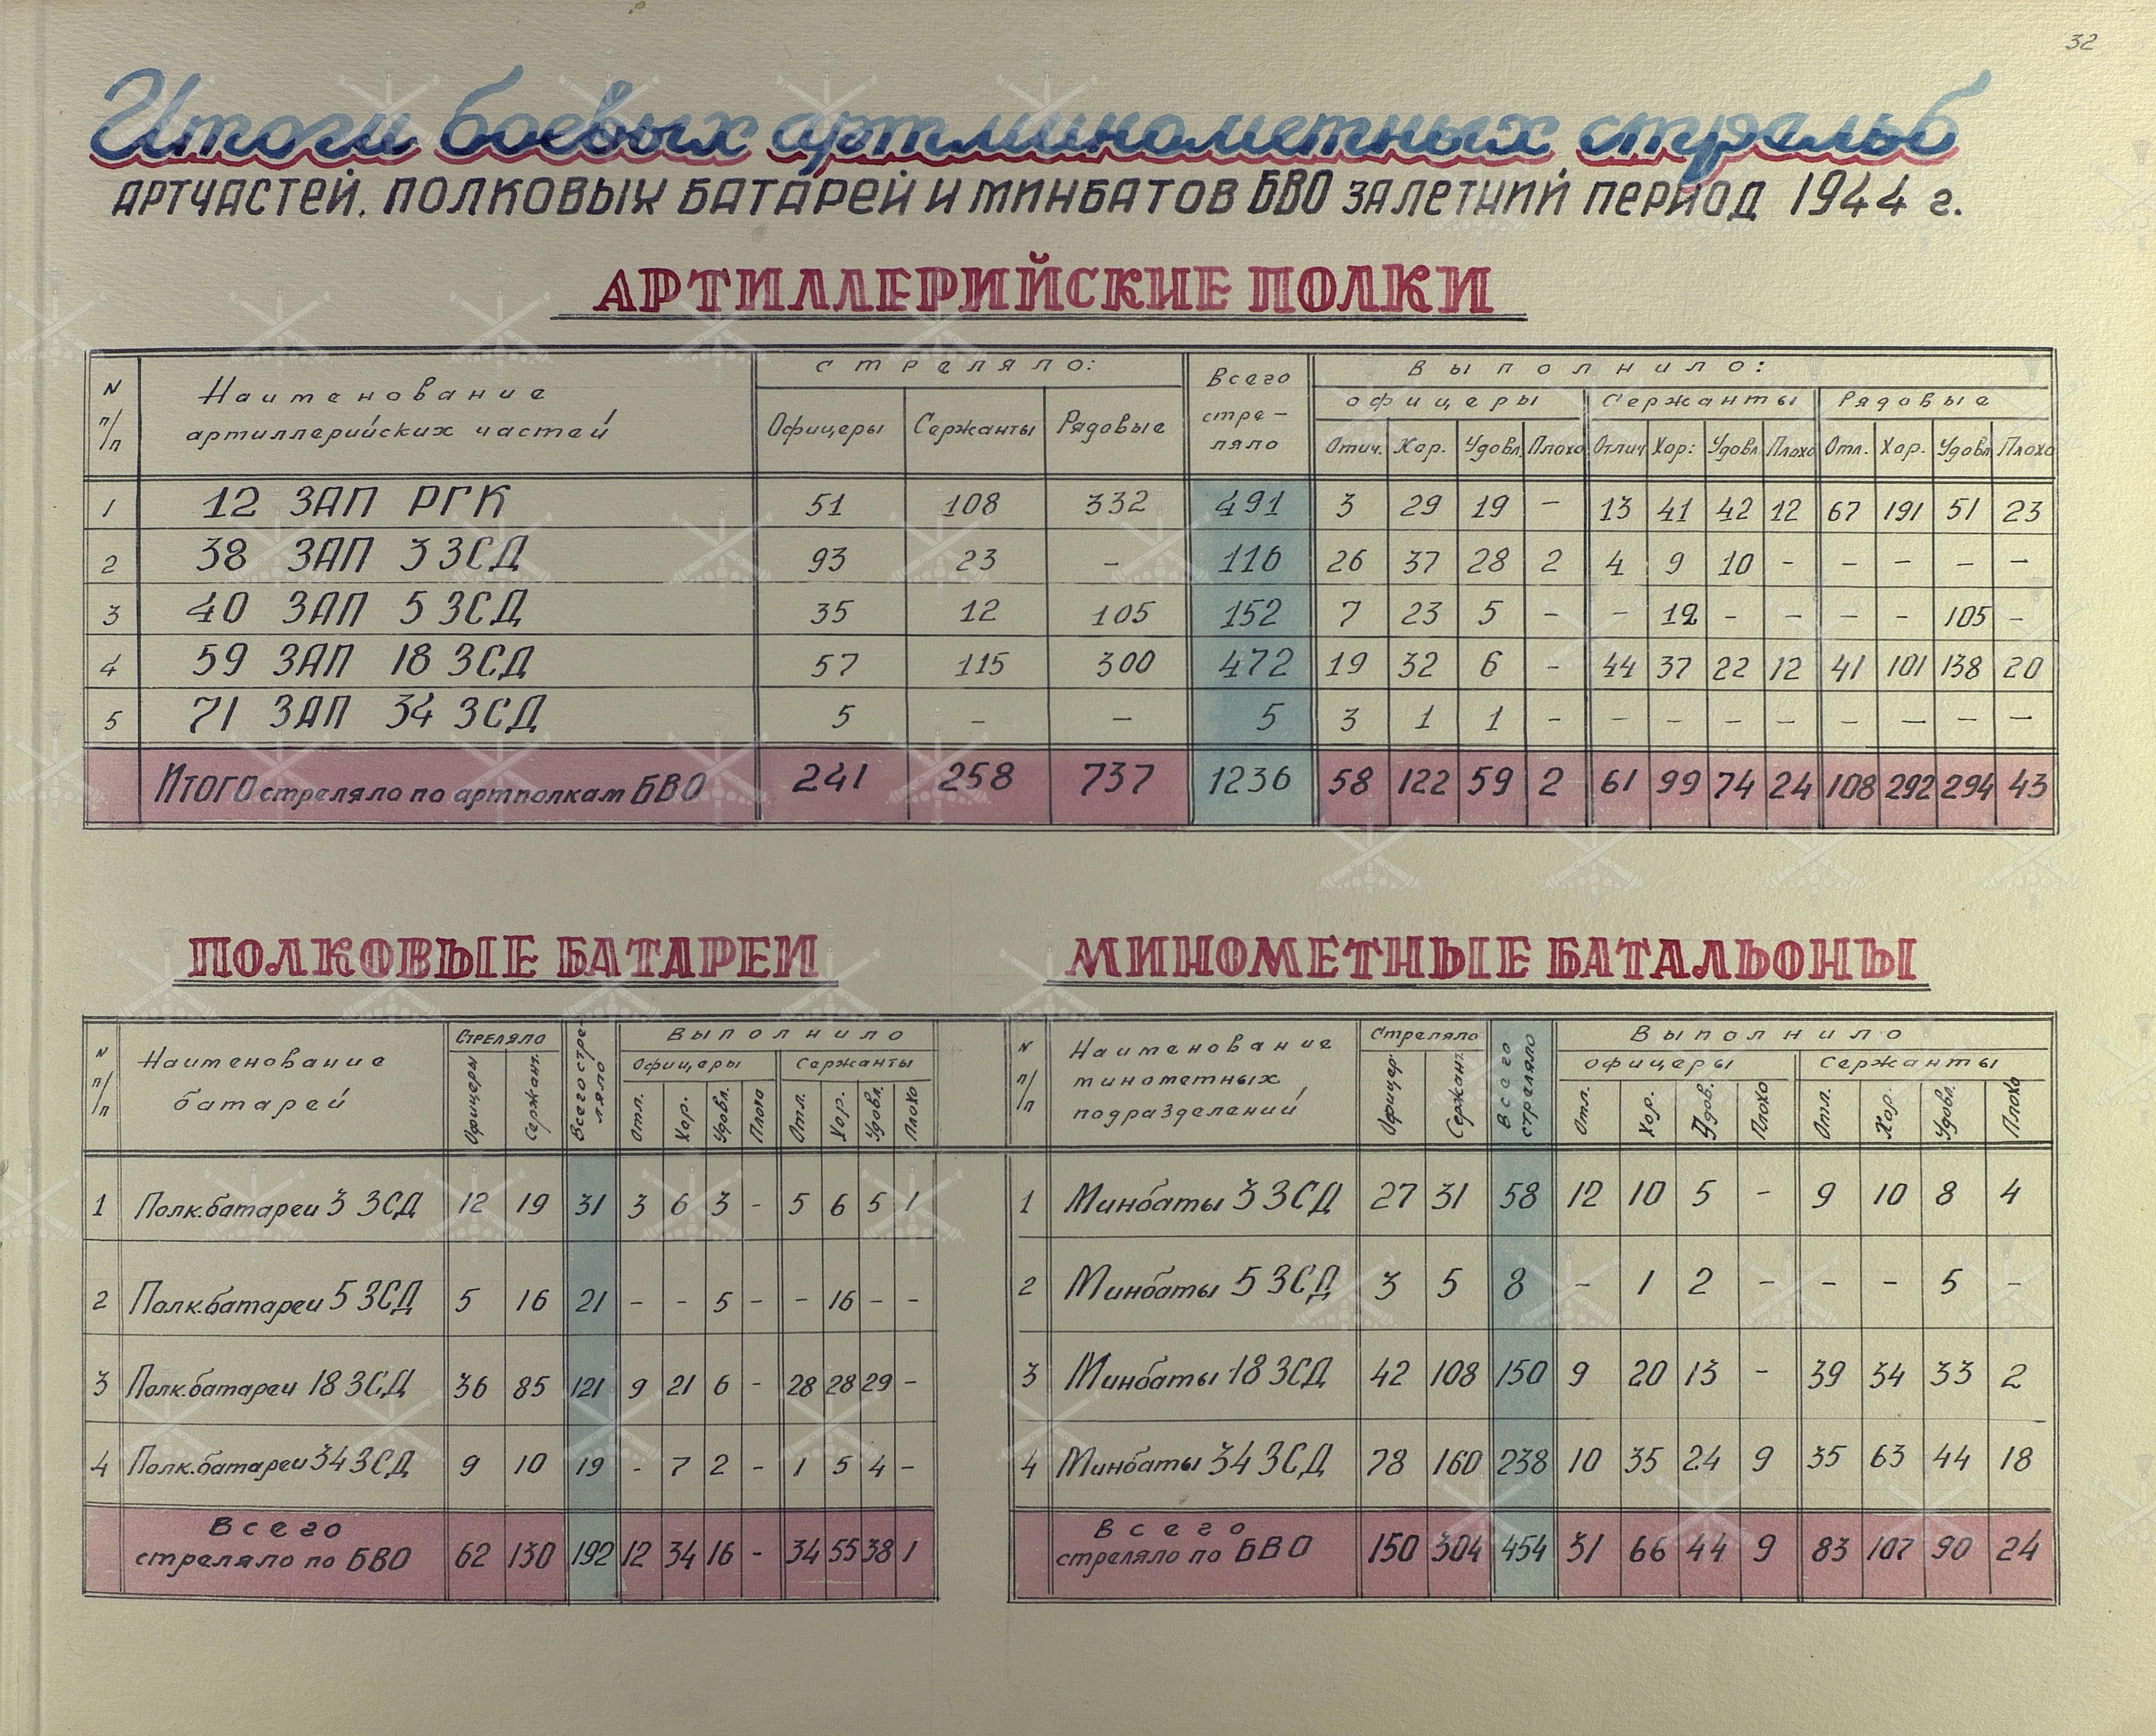 32
Итоги боевых артминометных стрельб
АРТЧАСТЕЙ, ПОЛКОВЫХ БАТАРЕЙ И МИНБАТОВ БВО ЗА ЛЕТНИЙ ПЕРИОД 1944 г.
АРТИЛЛЕРИЙСКИЕ ПОЛКИ
N п/п Наименование артиллерийских частей Стреляло: Всего стреляло Выполнило:
Офицеры Сержанты Рядовые Офицеры Сержанты Рядовые
Отич. Хор. Удовл Плохо Отлич Хор: Удовл Плохо Отл. Хор. Удовл Плохо
1 12 ЗАП РГК 51 108 332 491 3 29 19 - 13 41 42 12 67 191 51 23
2 38 ЗАП 3 ЗСД 93 23 - 116 26 37 28 2 4 9 10 - - - - -
3 40 ЗАП 5 ЗСД 35 12 105 152 7 23 5 - - 12 - - - - 105 -
4 59 ЗАП 18 ЗСД 57 115 300 472 19 32 6 - 44 37 22 12 41 101 138 20
5 71 ЗАП 34 ЗСД 5 - - 5 3 1 1 - - - - - - - - -
Итого стреляло по артполкам БВО 241 258 737 1236 58 122 59 2 61 99 74 24 108 292 294 43
ПОЛКОВЫЕ БАТАРЕИ
N п/п Наименование батарей Стреляло Всего стреляло Выполнило
Офицеры Сержант. Офицеры Сержанты
Отл. Хор. Удовл. Плохо Отл. Хор. Удовл. Плохо
1 Полк.батареи 3 ЗСД 12 19 31 3 6 3 - 5 6 5 1
2 Полк.батареи 5 ЗСД 5 16 21 - - 5 - - 16 - -
3 Полк.батареи 18 ЗСД 36 85 121 9 21 6 - 28 28 29 -
4 Полк.батареи 34 ЗСД 9 10 19 - 7 2 - 1 5 4 -
Всего
стреляло по БВО 62 130 192 12 34 16 - 34 55 38 1
МИНОМЕТНЫЕ БАТАЛЬОНЫ
N п/п Наименование минометных подразделений Стреляло Всего стреляло Выполнило
Офицер. Сержант. Офицеры Сержанты
Отл. Хор. Удов. Плохо Отл. Хор. Удовл. Плохо
1 Минбаты 3 ЗСД 27 31 58 12 10 5 - 9 10 8 4
2 Минбаты 5 ЗСД 3 5 8 - 1 2 - - - 5 -
3 Минбаты 18 ЗСД 42 108 150 9 20 13 - 39 34 33 2
4 Минбаты 34 ЗСД 78 160 238 10 35 24 9 35 63 44 18
Всего
стреляло по БВО 150 304 454 31 66 44 9 83 107 90 24